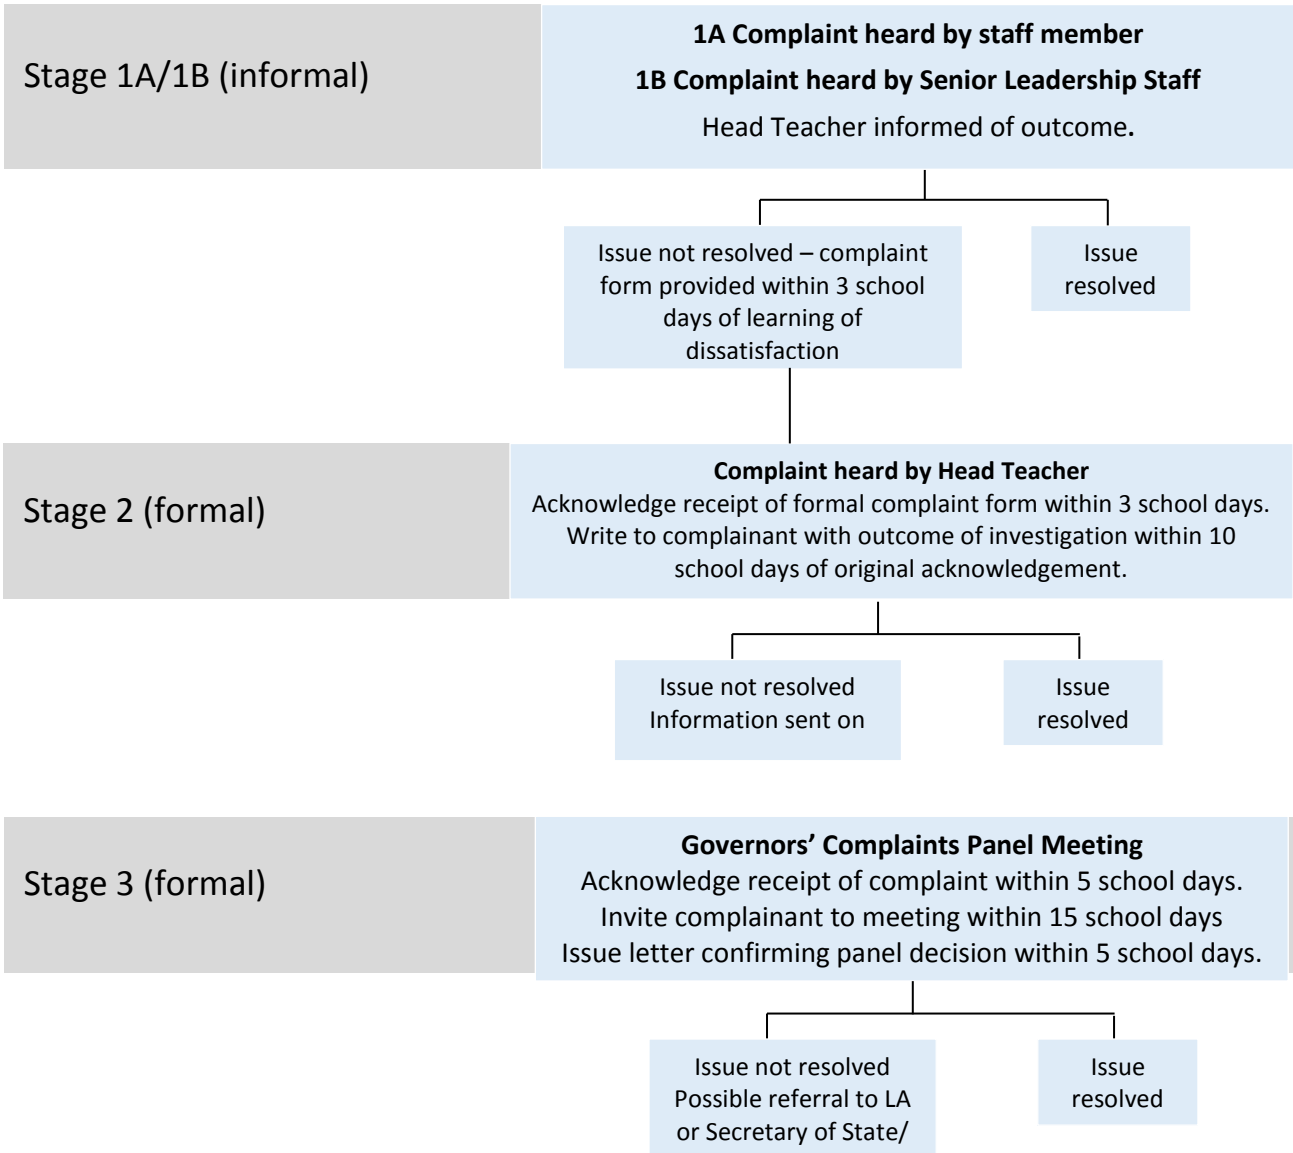 Stage 1A/1B (informal)
1A Complaint heard by staff member
1B Complaint heard by Senior Leadership Staff
Head Teacher informed of outcome.
Issue not resolved – complaint
form provided within 3 school
days of learning of
dissatisfaction
Issue
resolved
Stage 2 (formal)
Complaint heard by Head Teacher
Acknowledge receipt of formal complaint form within 3 school days.
Write to complainant with outcome of investigation within 10
school days of original acknowledgement.
Issue not resolved
Information sent on
Issue
resolved
Stage 3 (formal)
Governors’ Complaints Panel Meeting
Acknowledge receipt of complaint within 5 school days.
Invite complainant to meeting within 15 school days
Issue letter confirming panel decision within 5 school days.
Issue not resolved
Possible referral to LA
or Secretary of State/
Issue
resolved